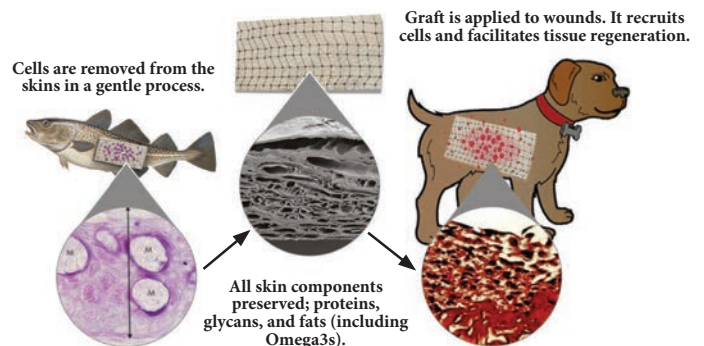 Cells are removed from the
skins in a gentle process.
Graft is applied to wounds. It recruits
cells and facilitates tissue regeneration.
M
M
M
All skin components
preserved; proteins,
glycans, and fats (including
Omega3s).